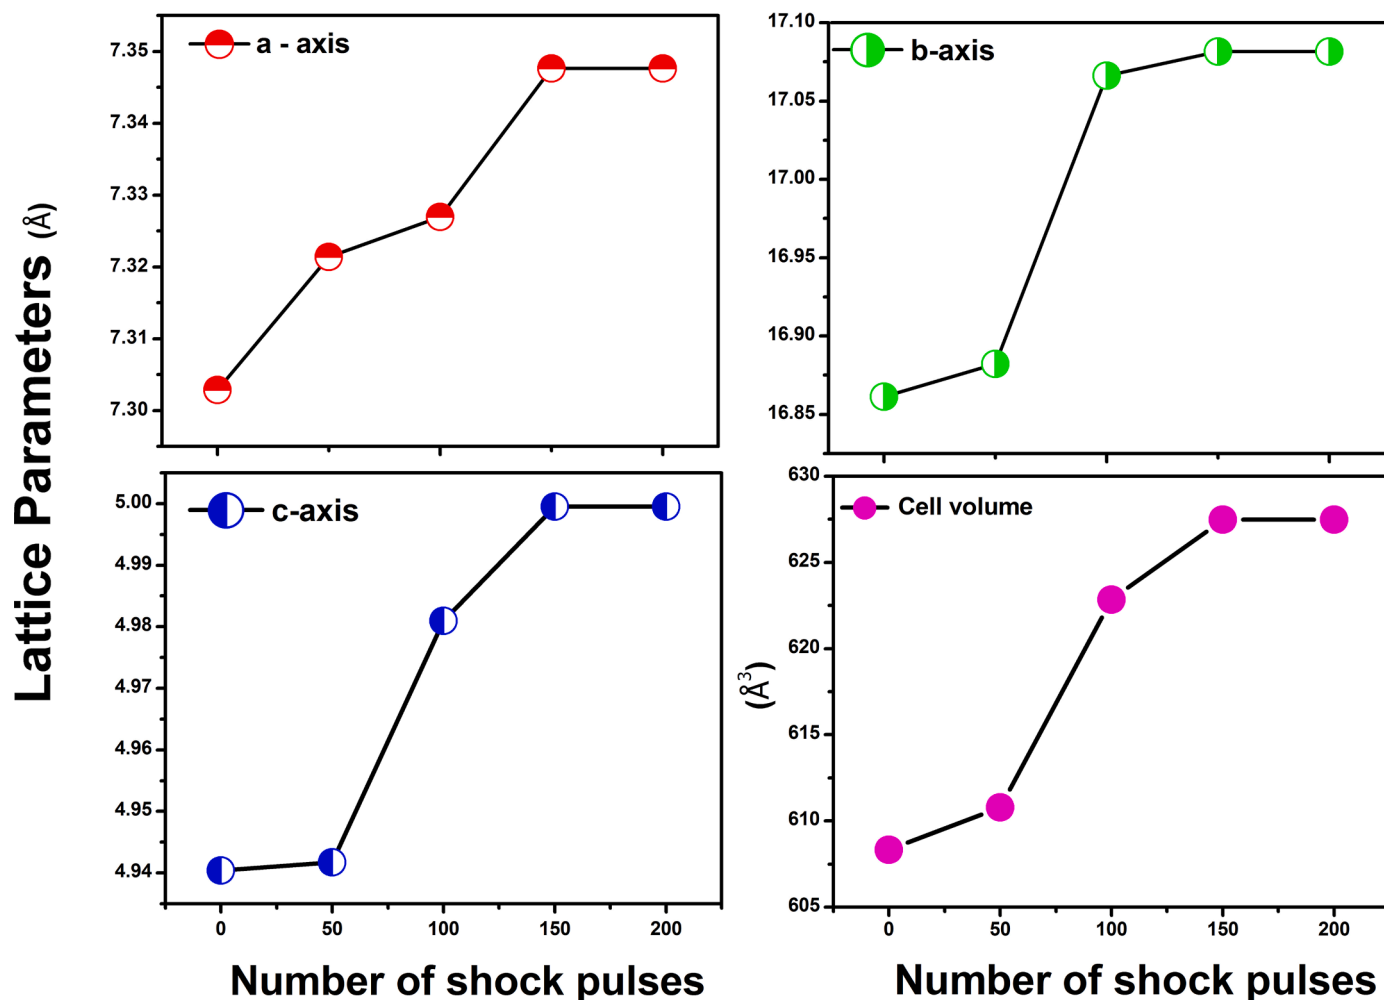 Lattice Parameters (Å)
a - axis
7.35
7.34
7.33
7.32
7.31
7.30
b-axis
17.10
17.05
17.00
16.95
16.90
16.85
c-axis
5.00
4.99
4.98
4.97
4.96
4.95
4.94
0 50 100 150 200
Number of shock pulses
Cell volume
(Å³)
630
625
620
615
610
605
0 50 100 150 200
Number of shock pulses